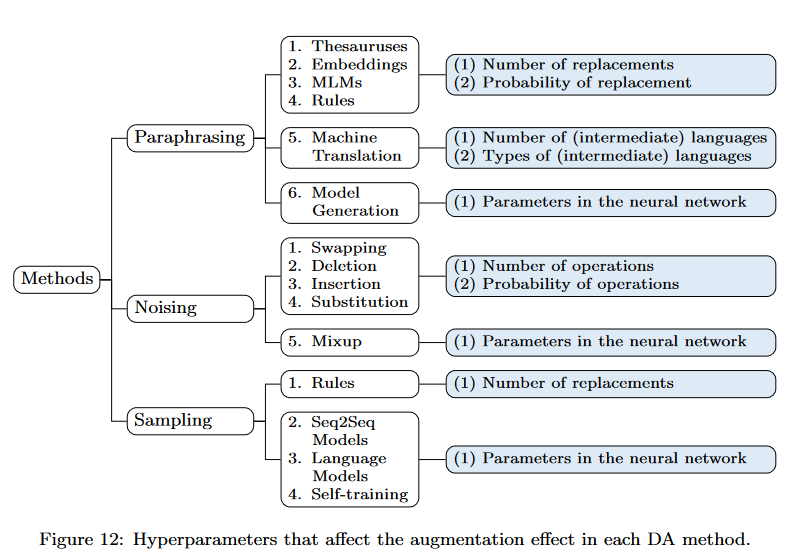 Methods
Paraphrasing
1. Thesauruses
2. Embeddings
3. MLMs
4. Rules
(1) Number of replacements
(2) Probability of replacement
5. Machine
Translation
(1) Number of (intermediate) languages
(2) Types of (intermediate) languages
6. Model
Generation
(1) Parameters in the neural network
Noising
1. Swapping
2. Deletion
3. Insertion
4. Substitution
(1) Number of operations
(2) Probability of operations
5. Mixup
(1) Parameters in the neural network
Sampling
1. Rules
(1) Number of replacements
2. Seq2Seq
Models
3. Language
Models
4. Self-training
(1) Parameters in the neural network
Figure 12: Hyperparameters that affect the augmentation effect in each DA method.